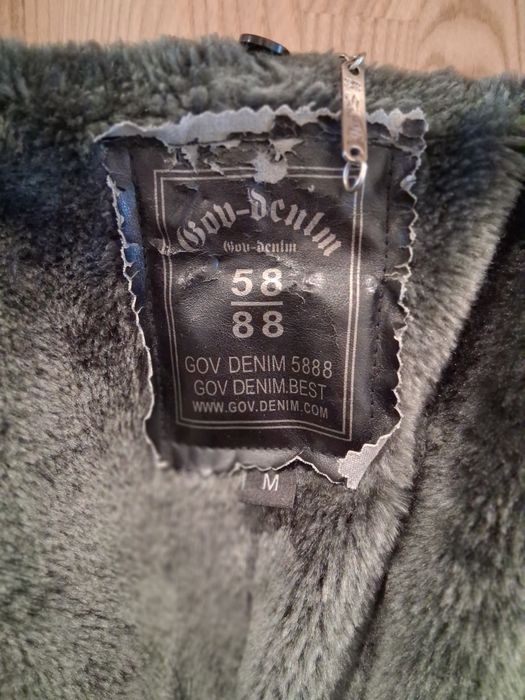 Gov-Denim
Gov-denim
58
88
GOV DENIM 5888
GOV DENIM.BEST
WWW.GOV.DENIM.COM
M